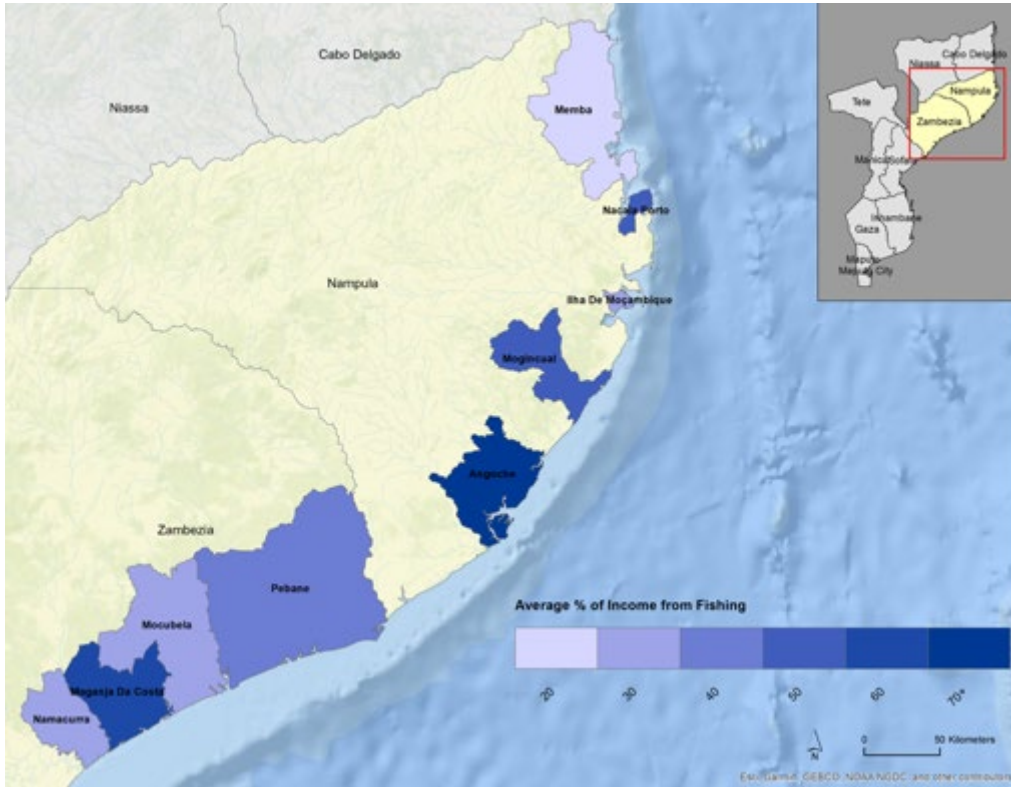 Cabo Delgado
Niassa
Memba
Nacala Porto
Nampula
Ilha De Moçambique
Mogincual
Angoche
Zambezia
Pebane
Mocubela
Maganja Da Costa
Namacurra
Cabo Delgado
Niassa
Nampula
Tete
Zambezia
Manica
Sofala
Inhambane
Gaza
Maputo
Maputo City
Average % of Income from Fishing
20
30
40
50
60
70+
N
0 50 Kilometers
Esri, Garmin, GEBCO, NOAA NGDC, and other contributors